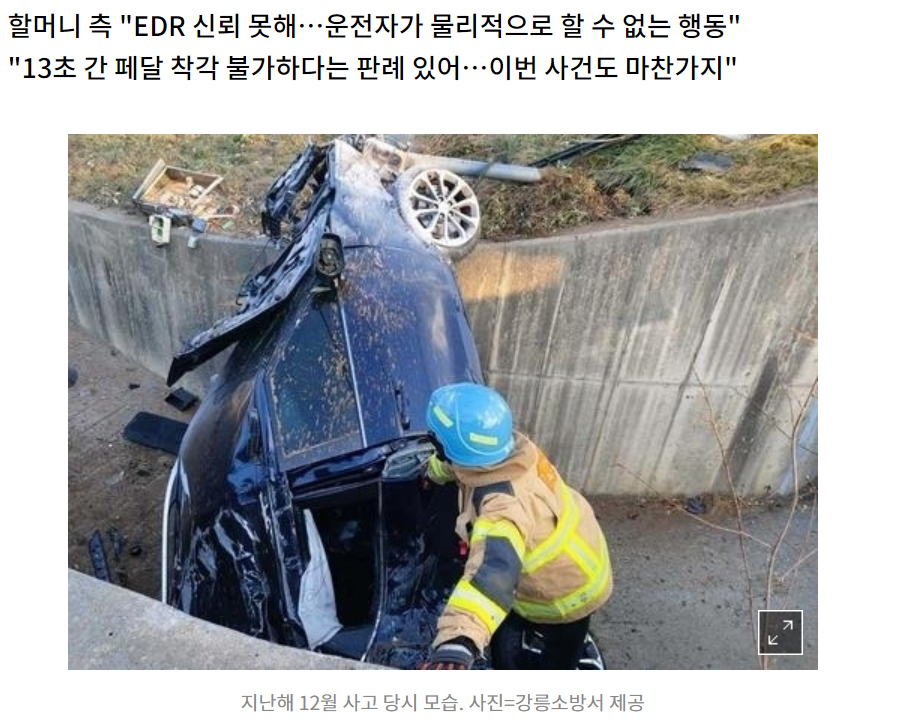 할머니 측 "EDR 신뢰 못해…운전자가 물리적으로 할 수 없는 행동"
"13초 간 페달 착각 불가하다는 판례 있어…이번 사건도 마찬가지"
지난해 12월 사고 당시 모습. 사진=강릉소방서 제공